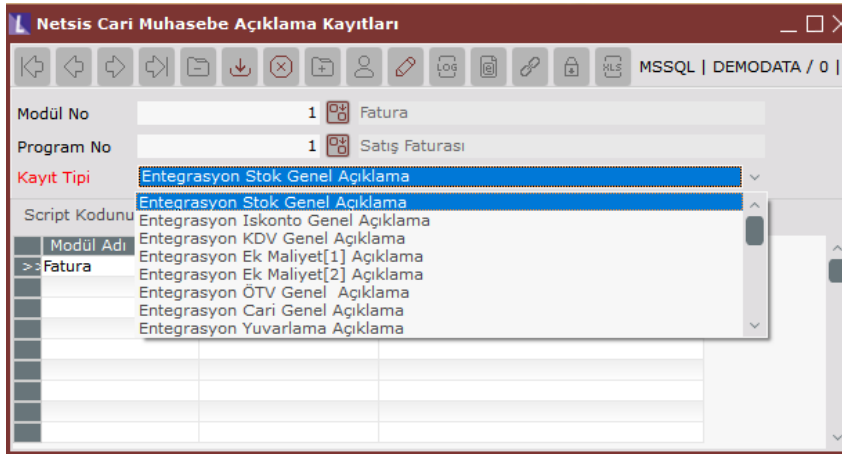 Netsis Cari Muhasebe Açıklama Kayıtları
LOG
XLS
MSSQL | DEMODATA / 0 |
Modül No 1 Fatura
Program No 1 Satış Faturası
Kayıt Tipi Entegrasyon Stok Genel Açıklama
Entegrasyon Stok Genel Açıklama
Entegrasyon Iskonto Genel Açıklama
Entegrasyon KDV Genel Açıklama
Entegrasyon Ek Maliyet[1] Açıklama
Entegrasyon Ek Maliyet[2] Açıklama
Entegrasyon ÖTV Genel  Açıklama
Entegrasyon Cari Genel Açıklama
Entegrasyon Yuvarlama Açıklama
Script Kodunu
Modül Adı
>>Fatura